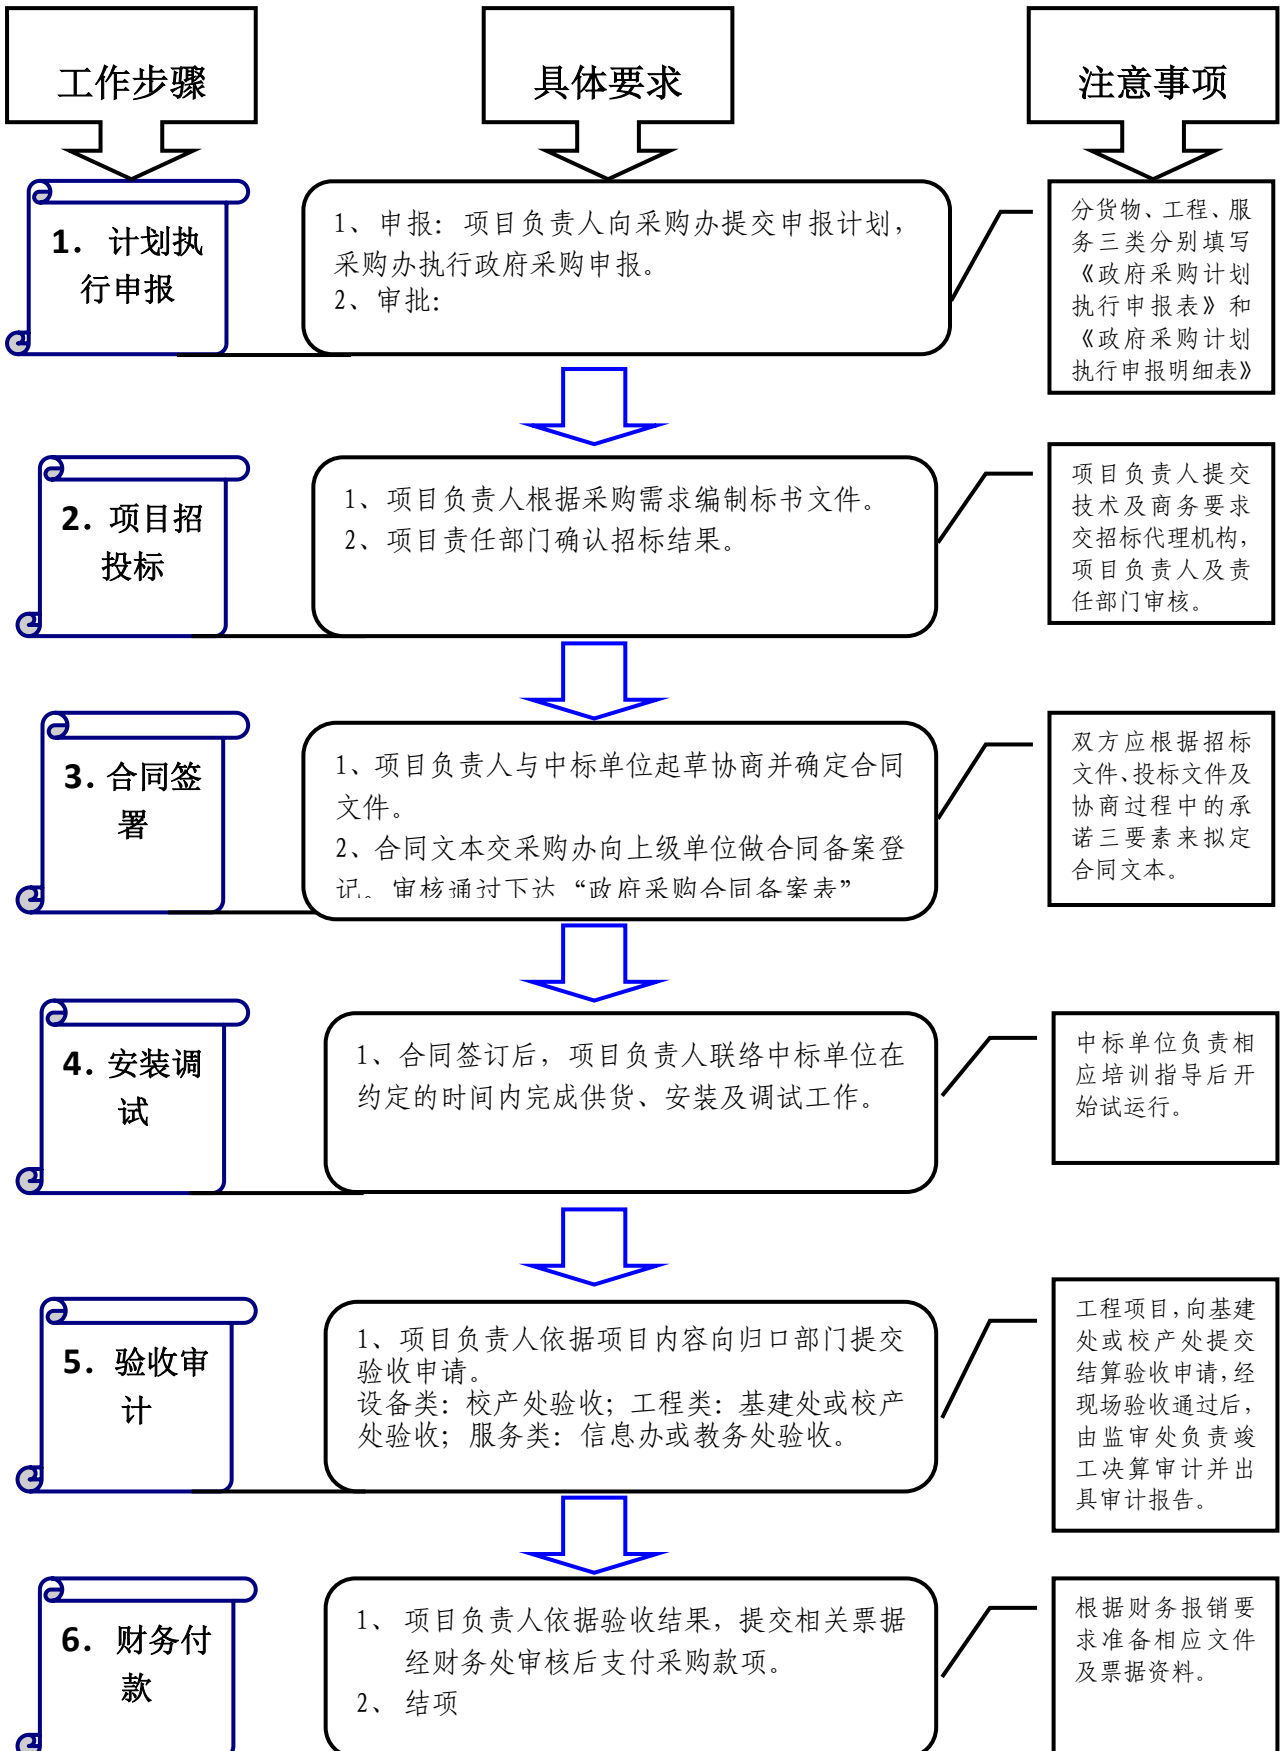 工作步骤
具体要求
注意事项
1. 计划执
行申报
1、申报：项目负责人向采购办提交申报计划，
采购办执行政府采购申报。
2、审批：
分货物、工程、服
务三类分别填写
《政府采购计划
执行申报表》和
《政府采购计划
执行申报明细表》
2. 项目招
投标
1、项目负责人根据采购需求编制标书文件。
2、项目责任部门确认招标结果。
项目负责人提交
技术及商务要求
交招标代理机构，
项目负责人及责
任部门审核。
3. 合同签
署
1、项目负责人与中标单位起草协商并确定合同
文件。
2、合同文本交采购办向上级单位做合同备案登
记。审核通过下达“政府采购合同备案表”
双方应根据招标
文件、投标文件及
协商过程中的承
诺三要素来拟定
合同文本。
4. 安装调
试
1、合同签订后，项目负责人联络中标单位在
约定的时间内完成供货、安装及调试工作。
中标单位负责相
应培训指导后开
始试运行。
5. 验收审
计
1、项目负责人依据项目内容向归口部门提交
验收申请。
设备类：校产处验收；工程类：基建处或校产
处验收；服务类：信息办或教务处验收。
工程项目，向基建
处或校产处提交
结算验收申请，经
现场验收通过后，
由监审处负责竣
工决算审计并出
具审计报告。
6. 财务付
款
1、 项目负责人依据验收结果，提交相关票据
经财务处审核后支付采购款项。
2、 结项
根据财务报销要
求准备相应文件
及票据资料。